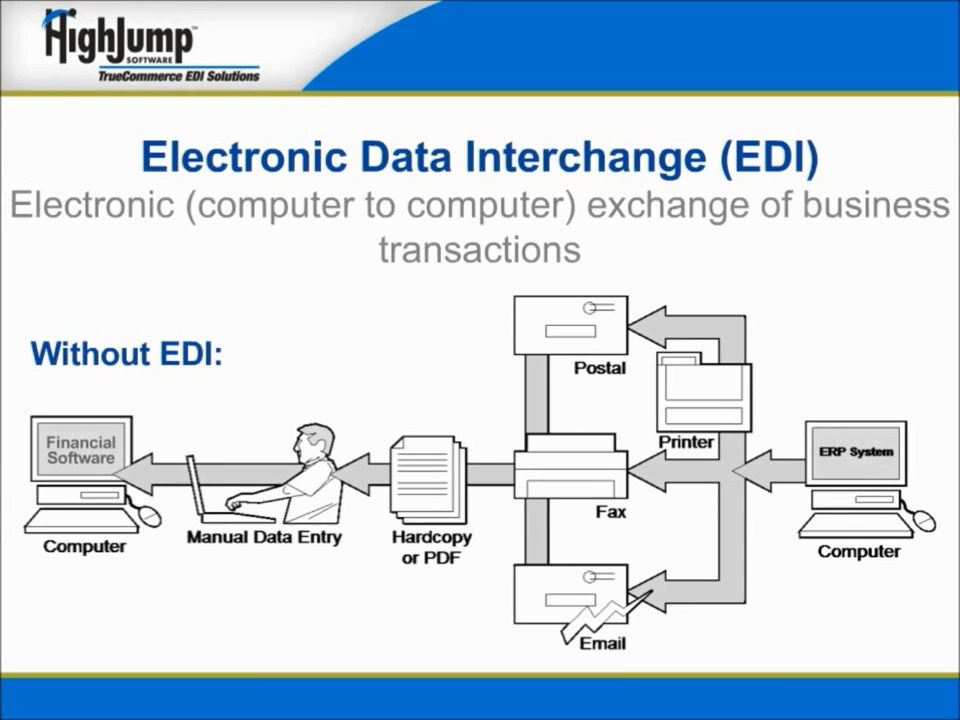 HighJump
SOFTWARE™
TrueCommerce EDI Solutions
Electronic Data Interchange (EDI)
Electronic (computer to computer) exchange of business
transactions
Without EDI:
Postal
Printer
Financial
Software
ERP System
Fax
Manual Data Entry
Hardcopy
or PDF
Computer
Computer
Email